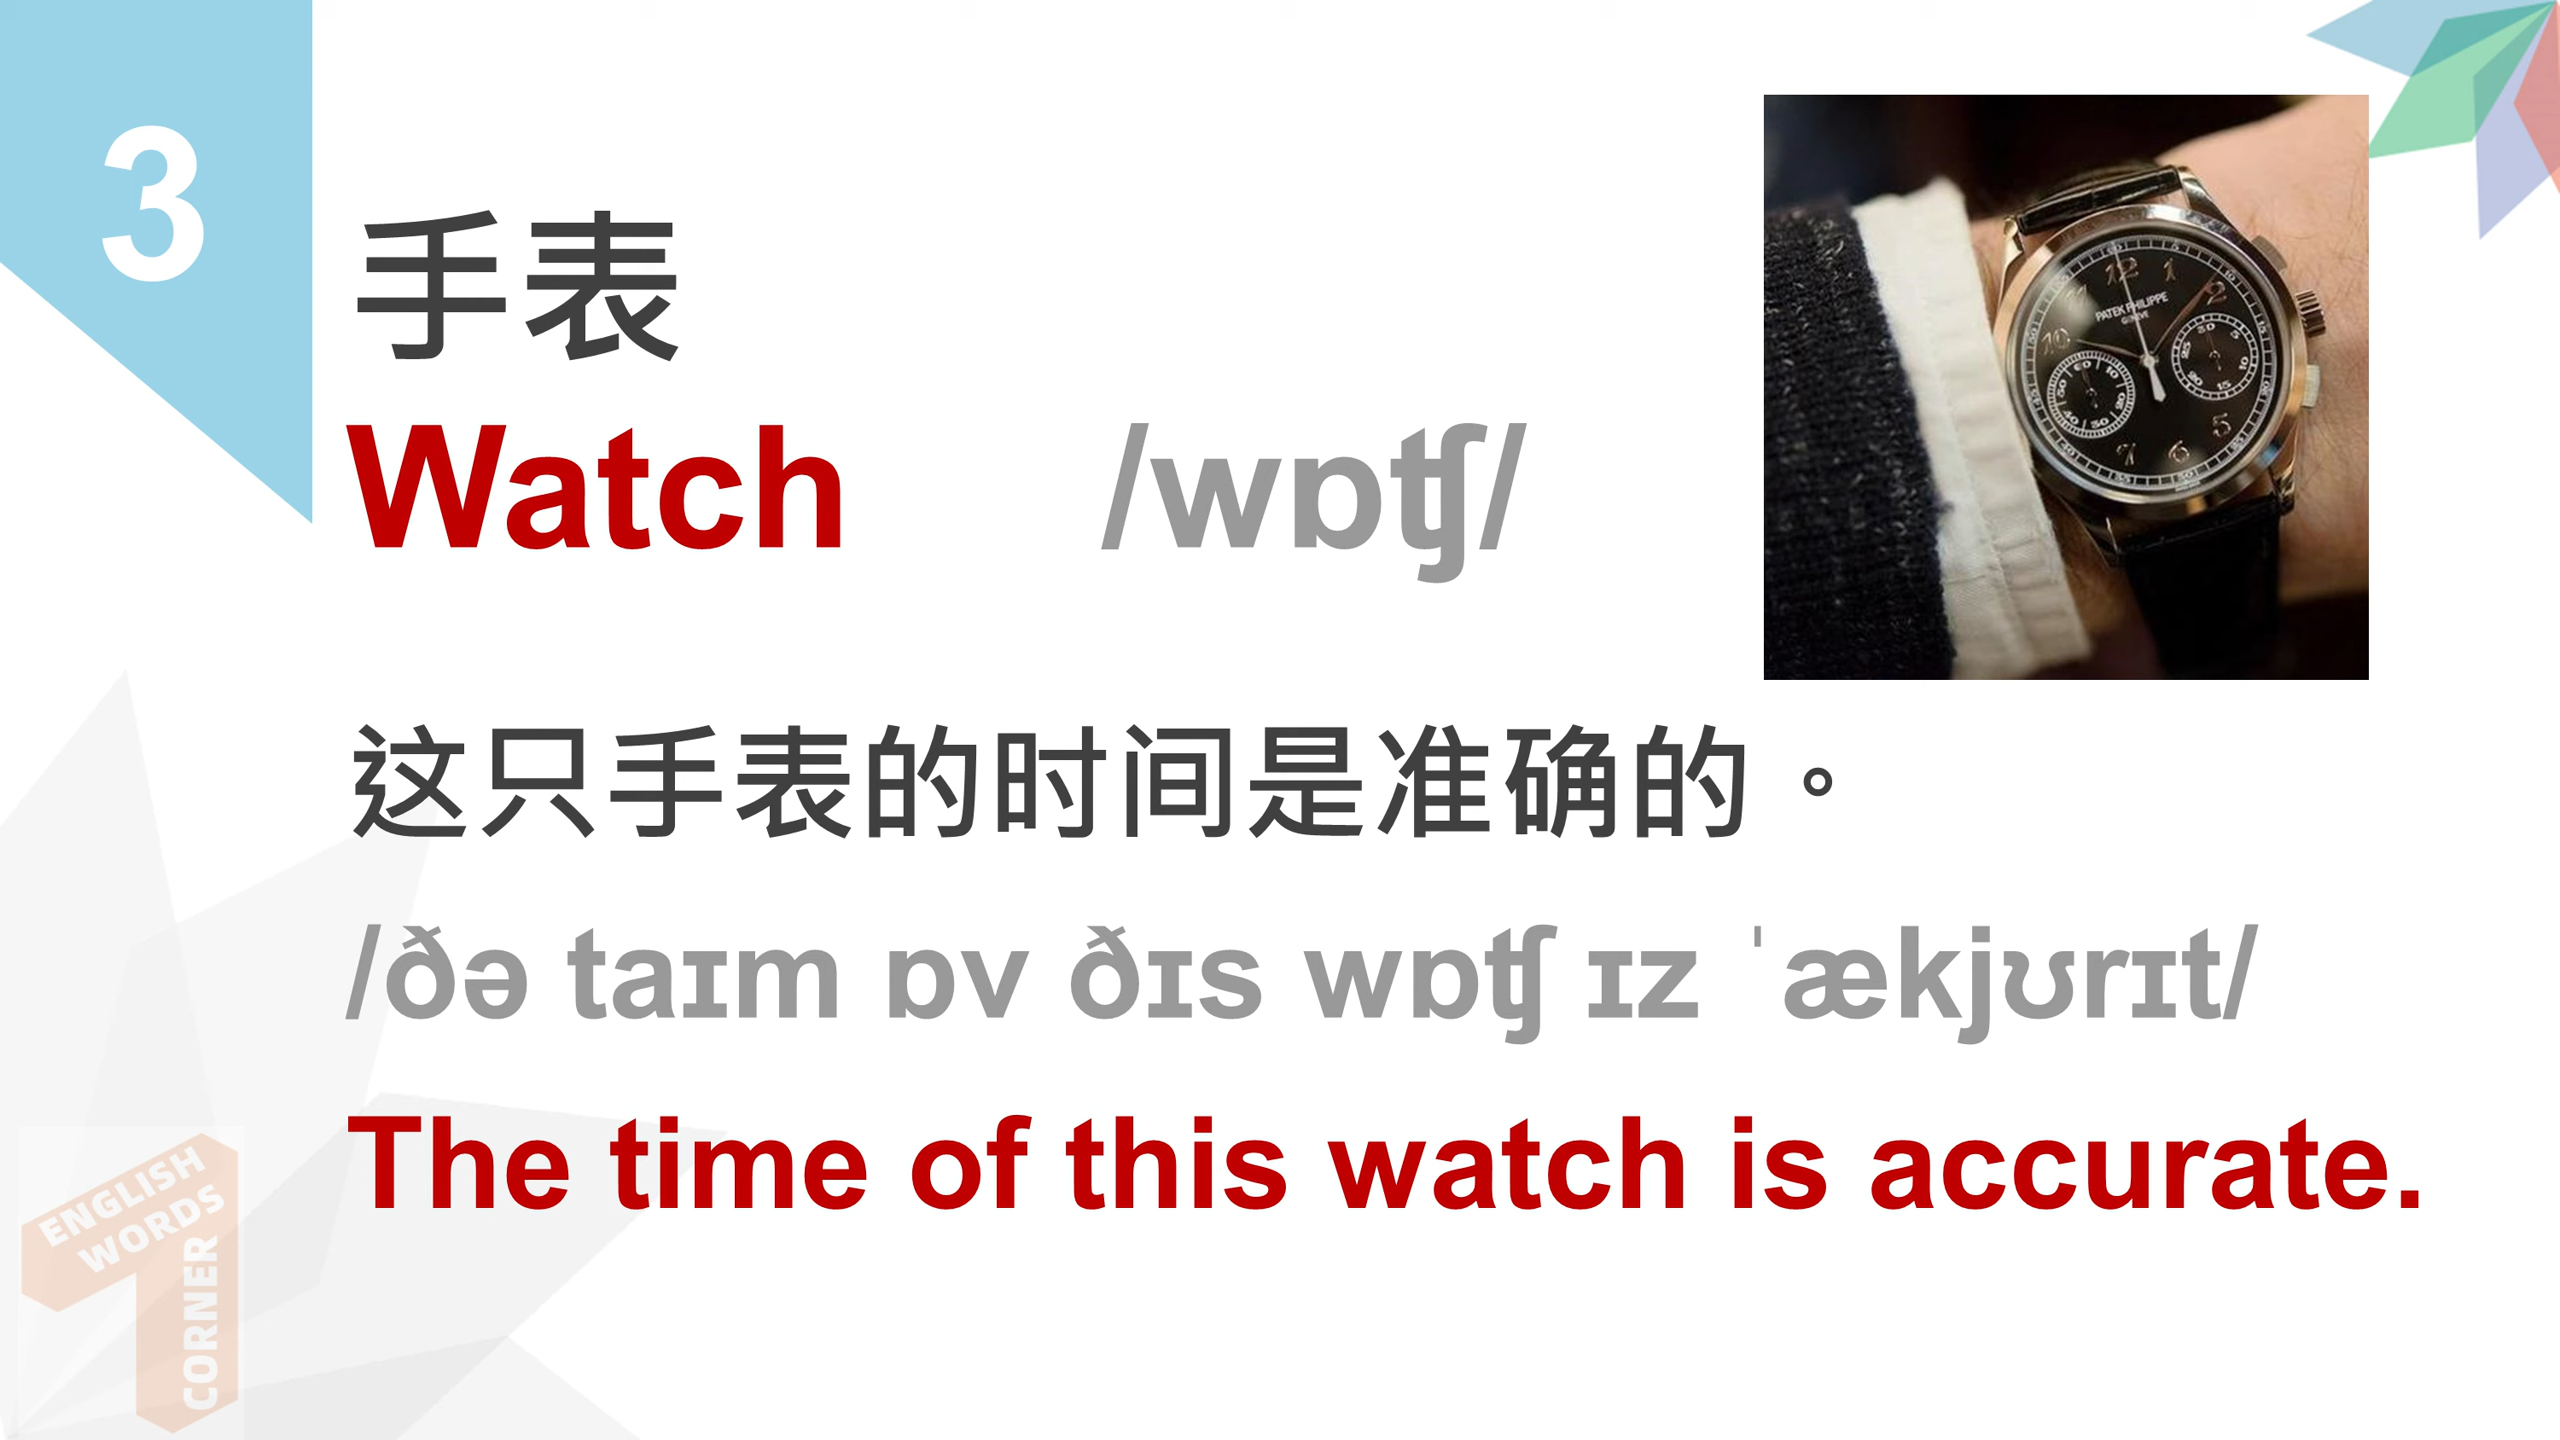 3
手表
Watch /wɒʧ/
PATEK PHILIPPE
GENEVE
这只手表的时间是准确的。
/ðə taɪm ɒv ðɪs wɒʧ ɪz ˈækjʊrɪt/
The time of this watch is accurate.
ENGLISH
WORDS
CORNER